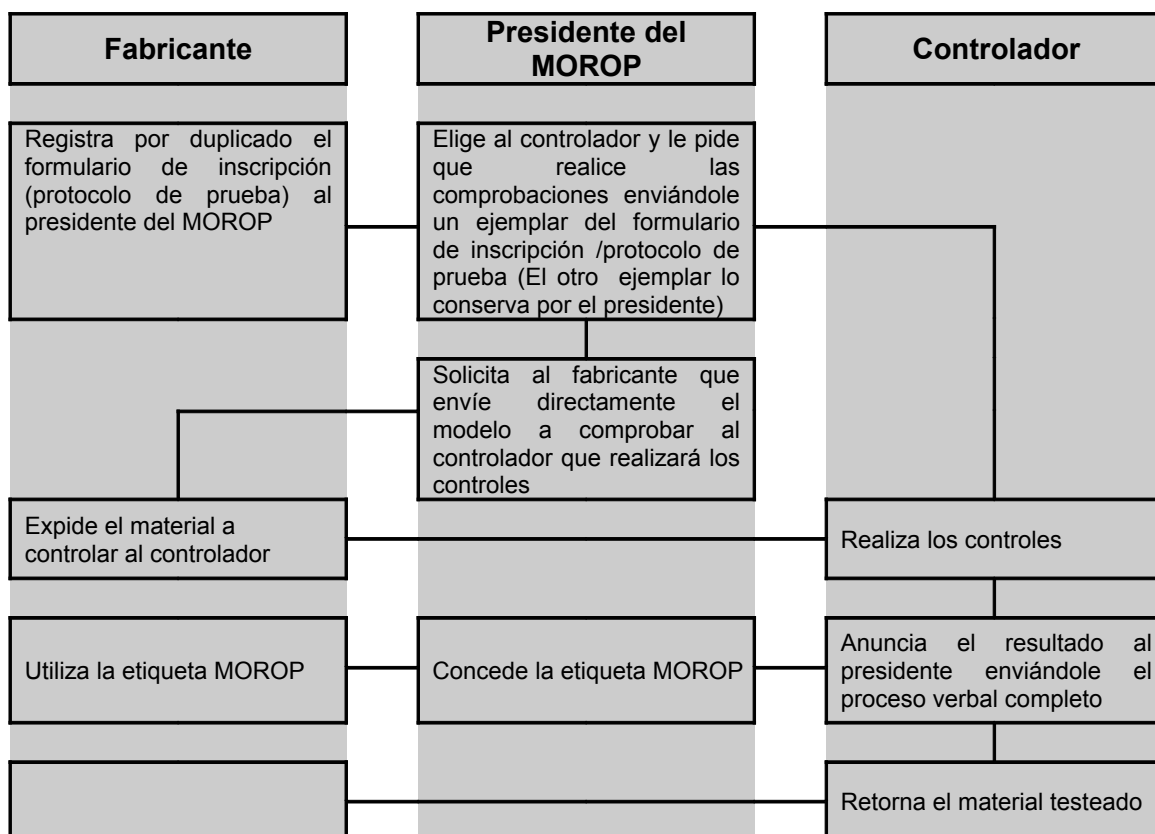 Fabricante
Presidente del
MOROP
Controlador
Registra por duplicado el
formulario de inscripción
(protocolo de prueba) al
presidente del MOROP
Elige al controlador y le pide
que realice las
comprobaciones enviándole
un ejemplar del formulario
de inscripción /protocolo de
prueba (El otro ejemplar lo
conserva por el presidente)
Solicita al fabricante que
envíe directamente el
modelo a comprobar al
controlador que realizará los
controles
Expide el material a
controlar al controlador
Realiza los controles
Utiliza la etiqueta MOROP
Concede la etiqueta MOROP
Anuncia el resultado al
presidente enviándole el
proceso verbal completo
Retorna el material testeado